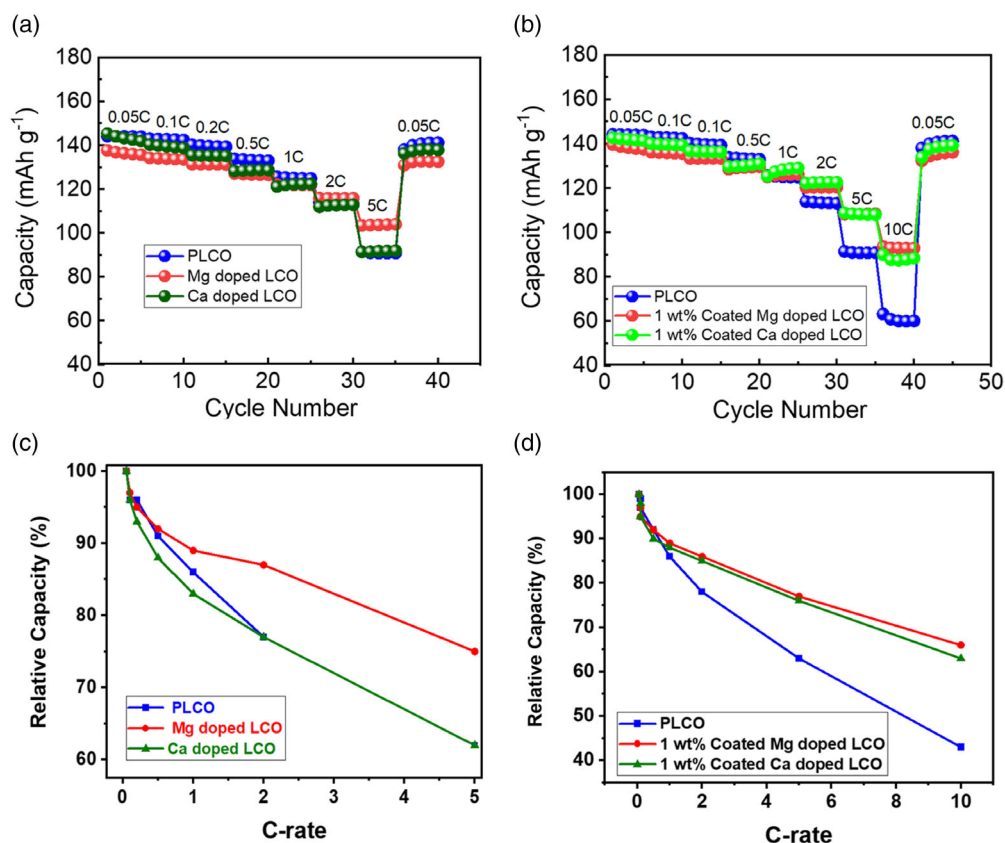 (a)
180
160
140
120
100
80
60
40
0
10
20
30
40
Capacity (mAh g⁻¹)
Cycle Number
0.05C
0.1C
0.2C
0.5C
1C
2C
5C
0.05C
PLCO
Mg doped LCO
Ca doped LCO
(b)
180
160
140
120
100
80
60
40
0
10
20
30
40
50
Capacity (mAh g⁻¹)
Cycle Number
0.05C
0.1C
0.1C
0.5C
1C
2C
5C
10C
0.05C
PLCO
1 wt% Coated Mg doped LCO
1 wt% Coated Ca doped LCO
(c)
100
90
80
70
60
0
1
2
3
4
5
Relative Capacity (%)
C-rate
PLCO
Mg doped LCO
Ca doped LCO
(d)
100
90
80
70
60
50
40
0
2
4
6
8
10
Relative Capacity (%)
C-rate
PLCO
1 wt% Coated Mg doped LCO
1 wt% Coated Ca doped LCO